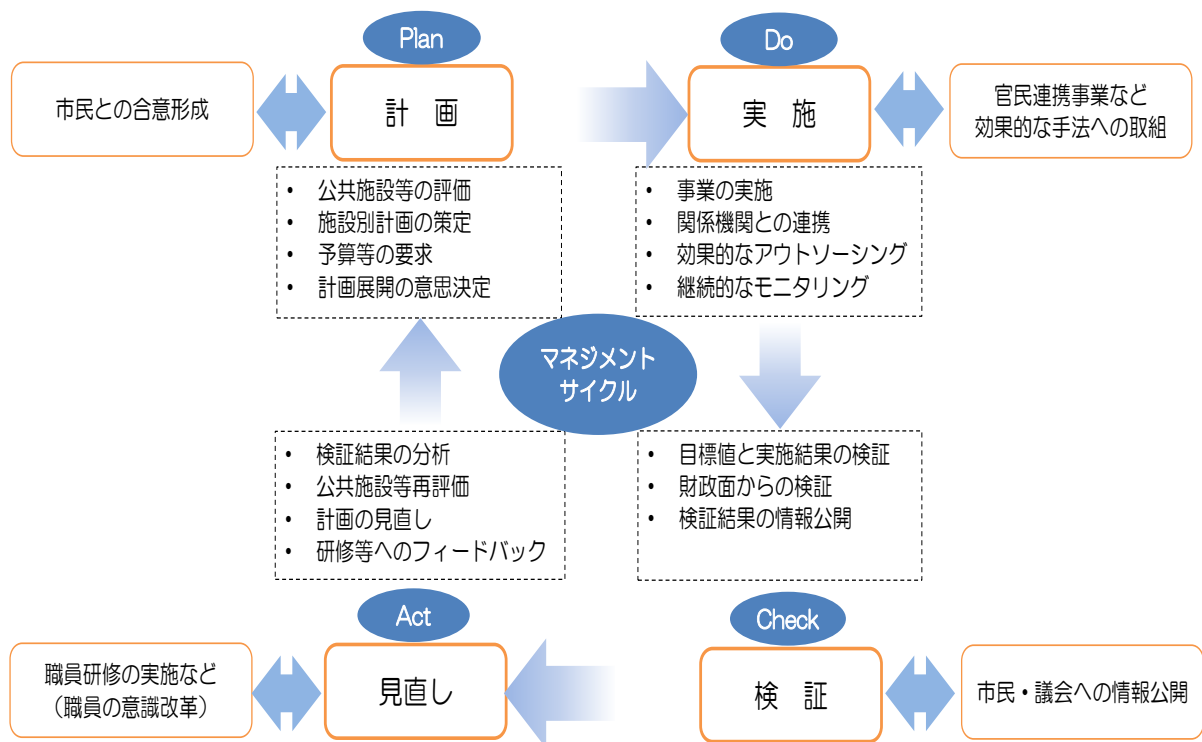 Plan
計 画
市民との合意形成
・ 公共施設等の評価
・ 施設別計画の策定
・ 予算等の要求
・ 計画展開の意思決定
Do
実 施
官民連携事業など
効果的な手法への取組
・ 事業の実施
・ 関係機関との連携
・ 効果的なアウトソーシング
・ 継続的なモニタリング
マネジメント
サイクル
・ 検証結果の分析
・ 公共施設等再評価
・ 計画の見直し
・ 研修等へのフィードバック
Act
見直し
職員研修の実施など
（職員の意識改革）
・ 目標値と実施結果の検証
・ 財政面からの検証
・ 検証結果の情報公開
Check
検 証
市民・議会への情報公開